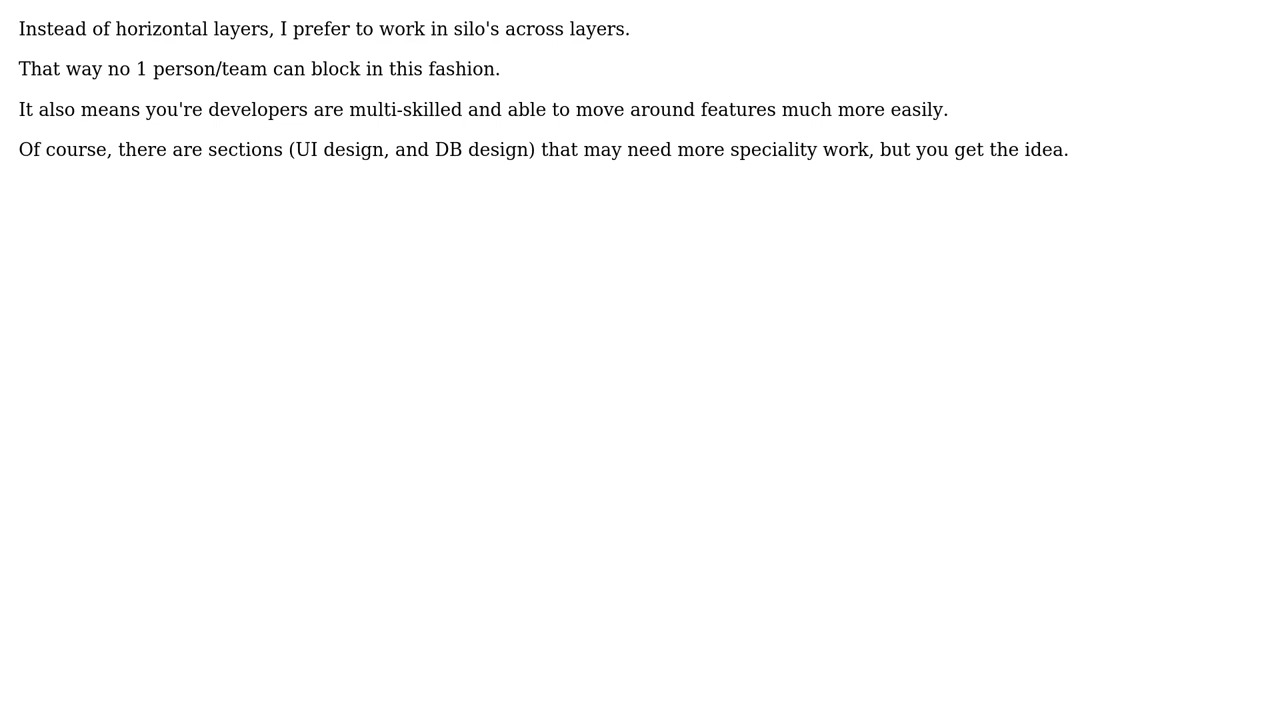 Instead of horizontal layers, I prefer to work in silo's across layers.
That way no 1 person/team can block in this fashion.
It also means you're developers are multi-skilled and able to move around features much more easily.
Of course, there are sections (UI design, and DB design) that may need more speciality work, but you get the idea.